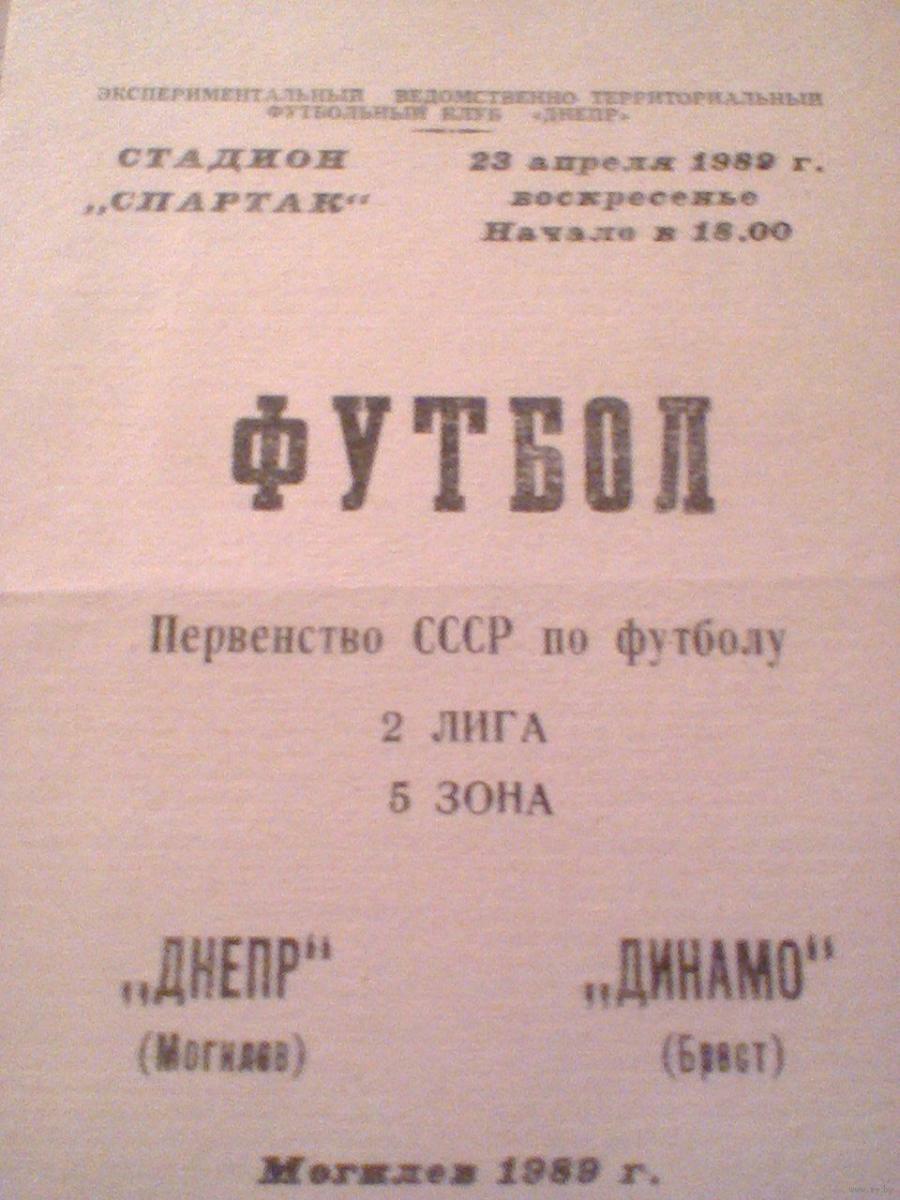 ЭКСПЕРИМЕНТАЛЬНЫЙ ВЕДОМСТВЕННО-ТЕРРИТОРИАЛЬНЫЙ
ФУТБОЛЬНЫЙ КЛУБ «ДНЕПР»
СТАДИОН
„СПАРТАК“
23 апреля 1989 г.
воскресенье
Начало в 18.00
ФУТБОЛ
Первенство СССР по футболу
2 ЛИГА
5 ЗОНА
„ДНЕПР“
(Могилев)
„ДИНАМО“
(Брест)
Могилев 1989 г.